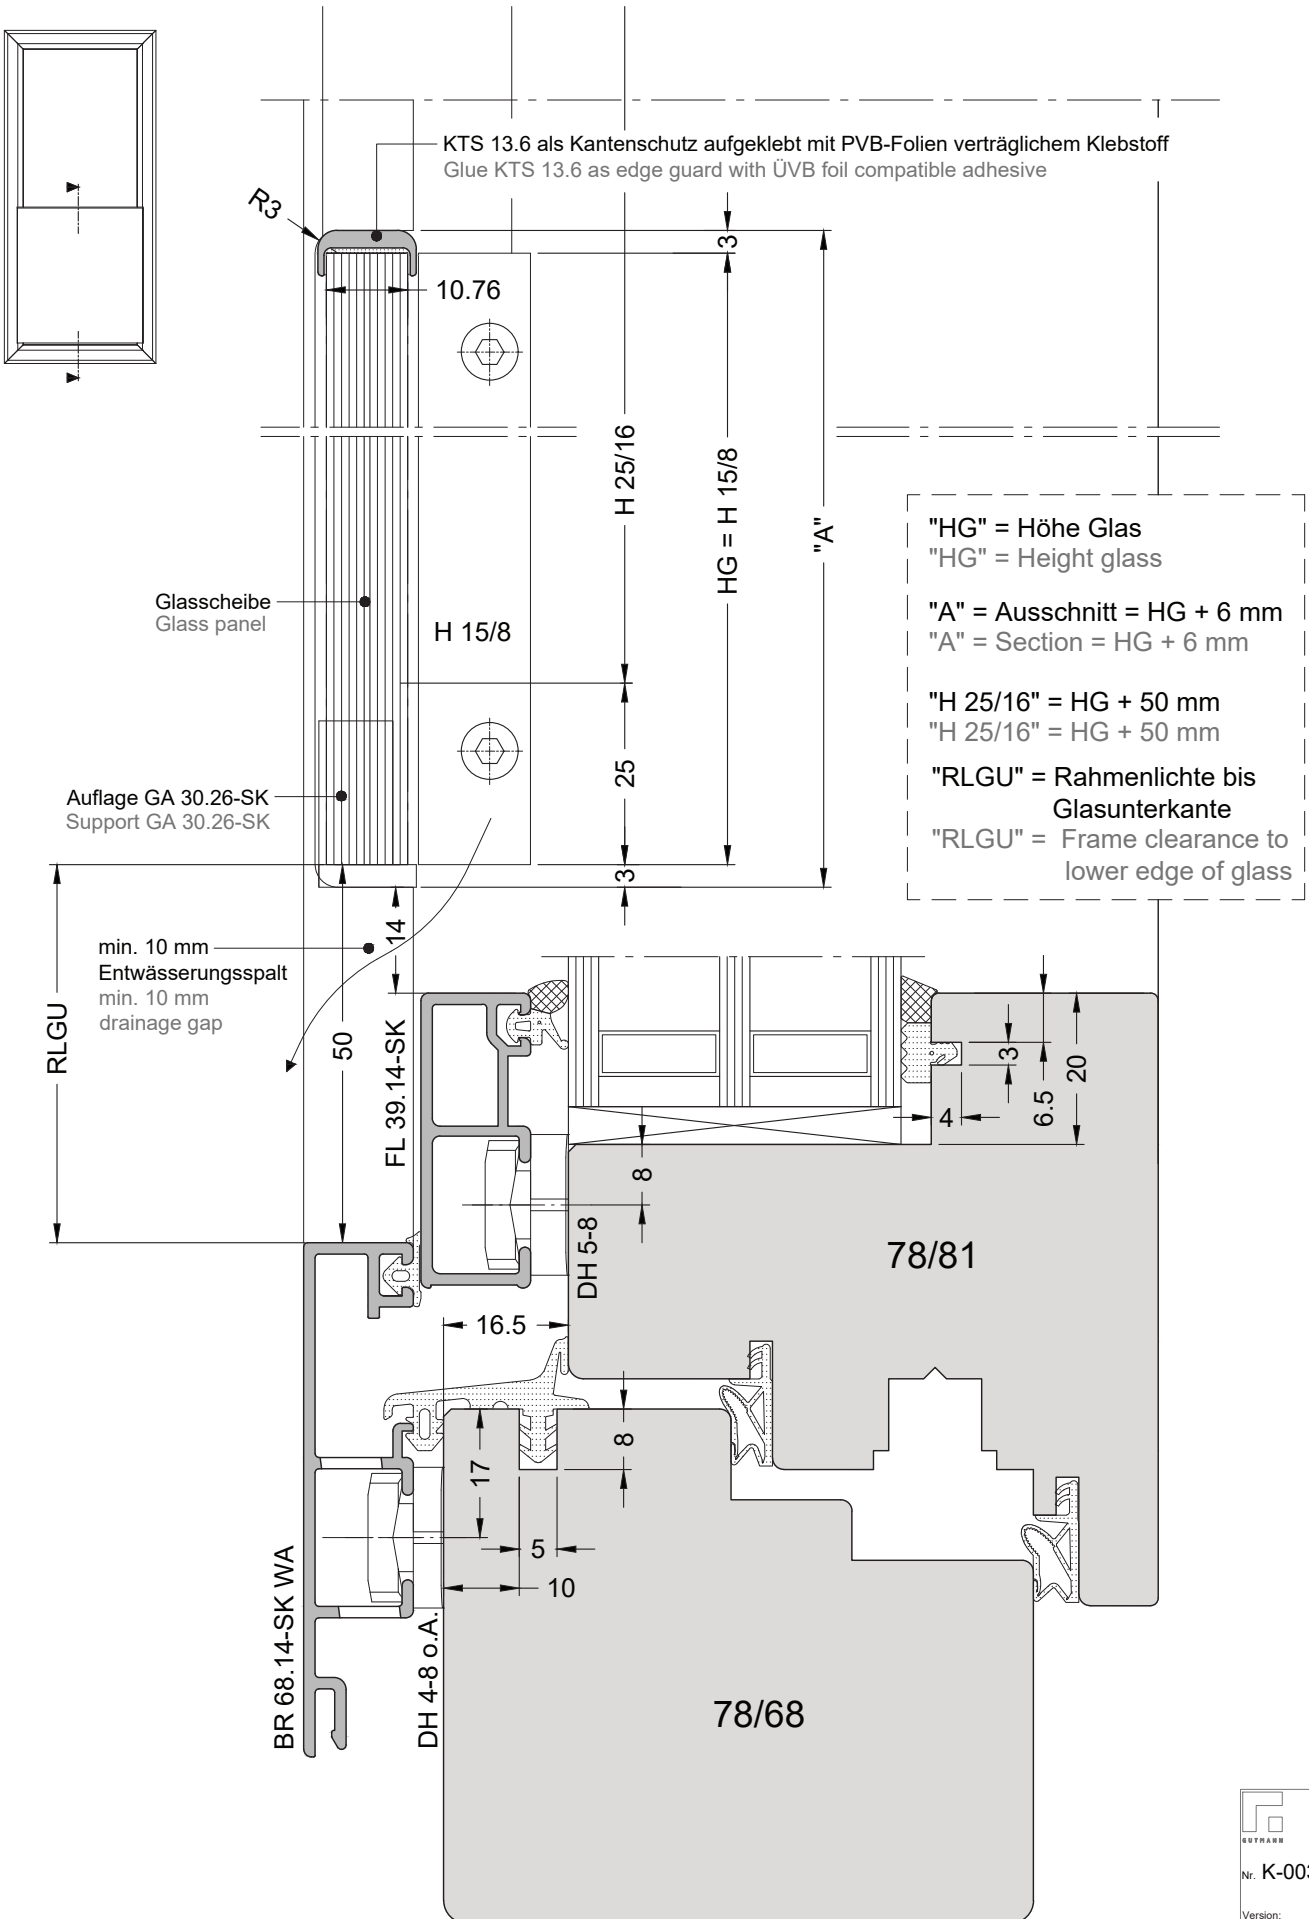 KTS 13.6 als Kantenschutz aufgeklebt mit PVB-Folien verträglichem Klebstoff
Glue KTS 13.6 as edge guard with ÜVB foil compatible adhesive
R3
3
10.76
H 25/16
HG = H 15/8
"A"
"HG" = Höhe Glas
"HG" = Height glass
"A" = Ausschnitt = HG + 6 mm
"A" = Section = HG + 6 mm
"H 25/16" = HG + 50 mm
"H 25/16" = HG + 50 mm
"RLGU" = Rahmenlichte bis
Glasunterkante
"RLGU" = Frame clearance to
lower edge of glass
Glasscheibe
Glass panel
H 15/8
25
Auflage GA 30.26-SK
Support GA 30.26-SK
3
14
min. 10 mm
Entwässerungsspalt
min. 10 mm
drainage gap
RLGU
50
FL 39.14-SK
3
20
6.5
4
8
DH 5-8
78/81
16.5
8
17
5
10
BR 68.14-SK WA
DH 4-8 o.A.
78/68
GUTMANN
Nr. K-003
Version: